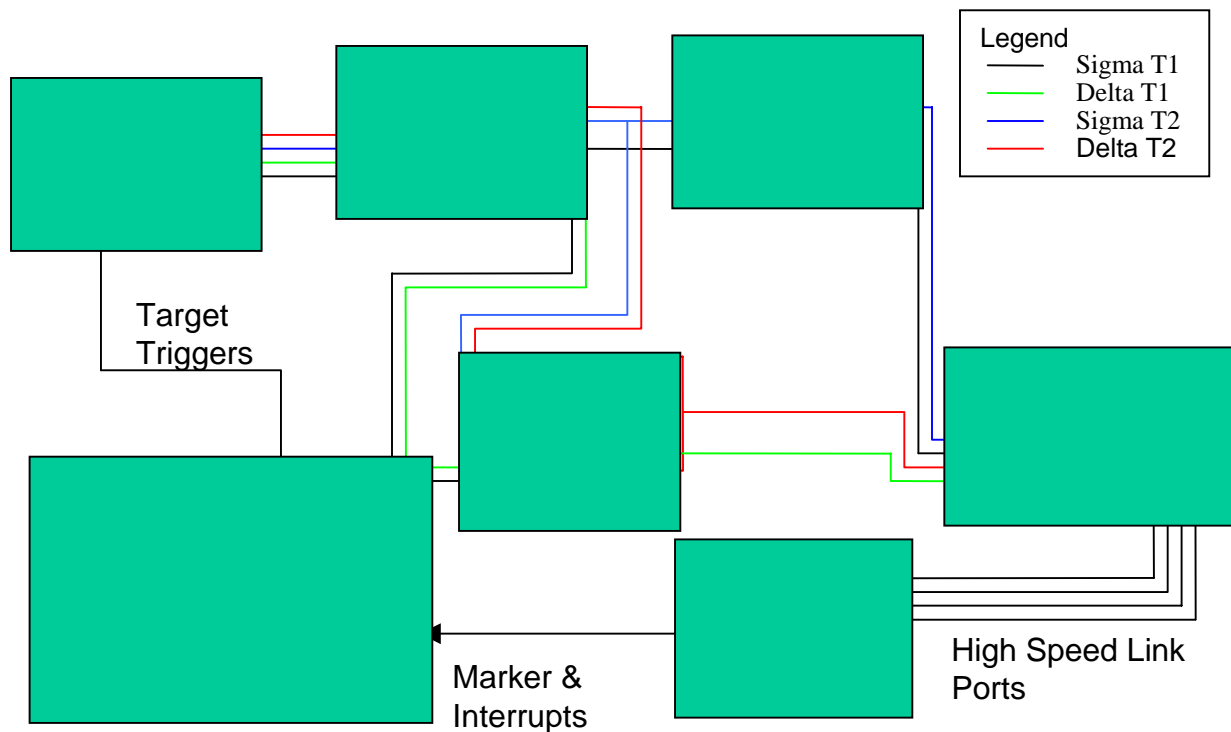 Legend
Sigma T1
Delta T1
Sigma T2
Delta T2
Target
Triggers
Marker &
Interrupts
High Speed Link
Ports